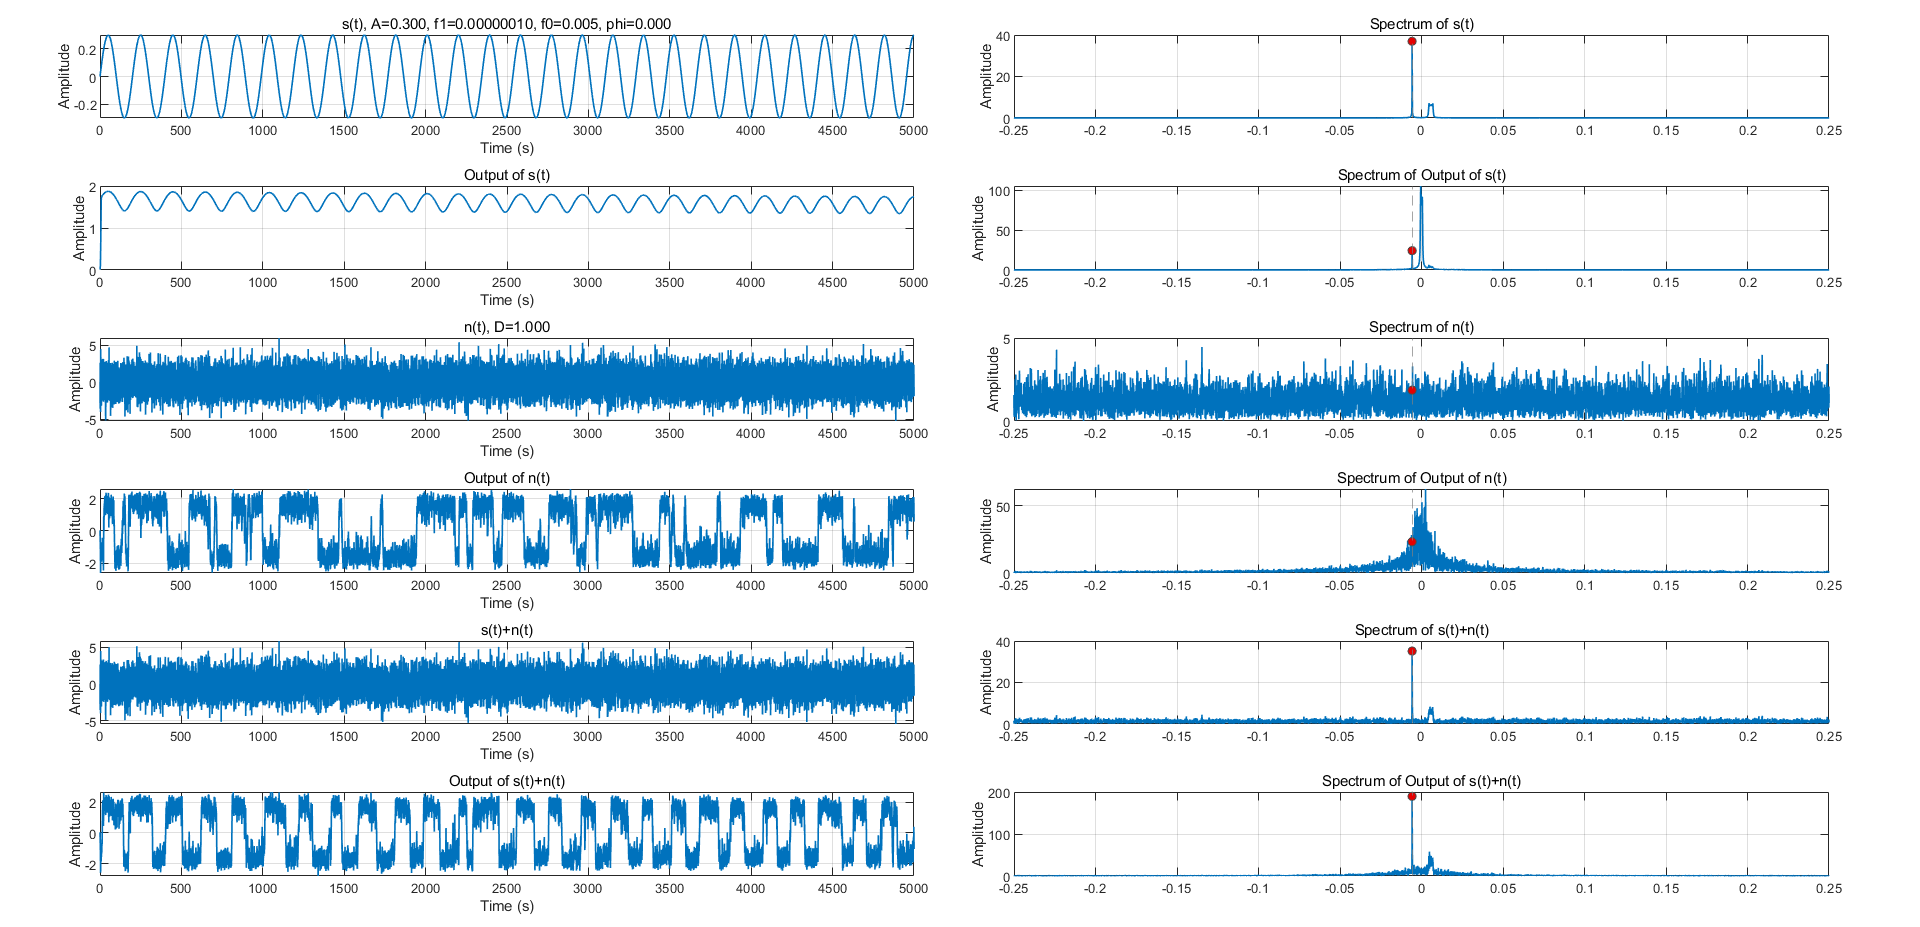 s(t), A=0.300, f1=0.00000010, f0=0.005, phi=0.000
Amplitude
0.2
0
-0.2
0 500 1000 1500 2000 2500 3000 3500 4000 4500 5000
Time (s)
Spectrum of s(t)
Amplitude
40
20
0
-0.25 -0.2 -0.15 -0.1 -0.05 0 0.05 0.1 0.15 0.2 0.25
Output of s(t)
Amplitude
2
1
0
0 500 1000 1500 2000 2500 3000 3500 4000 4500 5000
Time (s)
Spectrum of Output of s(t)
Amplitude
100
50
0
-0.25 -0.2 -0.15 -0.1 -0.05 0 0.05 0.1 0.15 0.2 0.25
n(t), D=1.000
Amplitude
5
0
-5
0 500 1000 1500 2000 2500 3000 3500 4000 4500 5000
Time (s)
Spectrum of n(t)
Amplitude
5
0
-0.25 -0.2 -0.15 -0.1 -0.05 0 0.05 0.1 0.15 0.2 0.25
Output of n(t)
Amplitude
2
0
-2
0 500 1000 1500 2000 2500 3000 3500 4000 4500 5000
Time (s)
Spectrum of Output of n(t)
Amplitude
50
0
-0.25 -0.2 -0.15 -0.1 -0.05 0 0.05 0.1 0.15 0.2 0.25
s(t)+n(t)
Amplitude
5
0
-5
0 500 1000 1500 2000 2500 3000 3500 4000 4500 5000
Time (s)
Spectrum of s(t)+n(t)
Amplitude
40
20
0
-0.25 -0.2 -0.15 -0.1 -0.05 0 0.05 0.1 0.15 0.2 0.25
Output of s(t)+n(t)
Amplitude
2
0
-2
0 500 1000 1500 2000 2500 3000 3500 4000 4500 5000
Time (s)
Spectrum of Output of s(t)+n(t)
Amplitude
200
100
0
-0.25 -0.2 -0.15 -0.1 -0.05 0 0.05 0.1 0.15 0.2 0.25